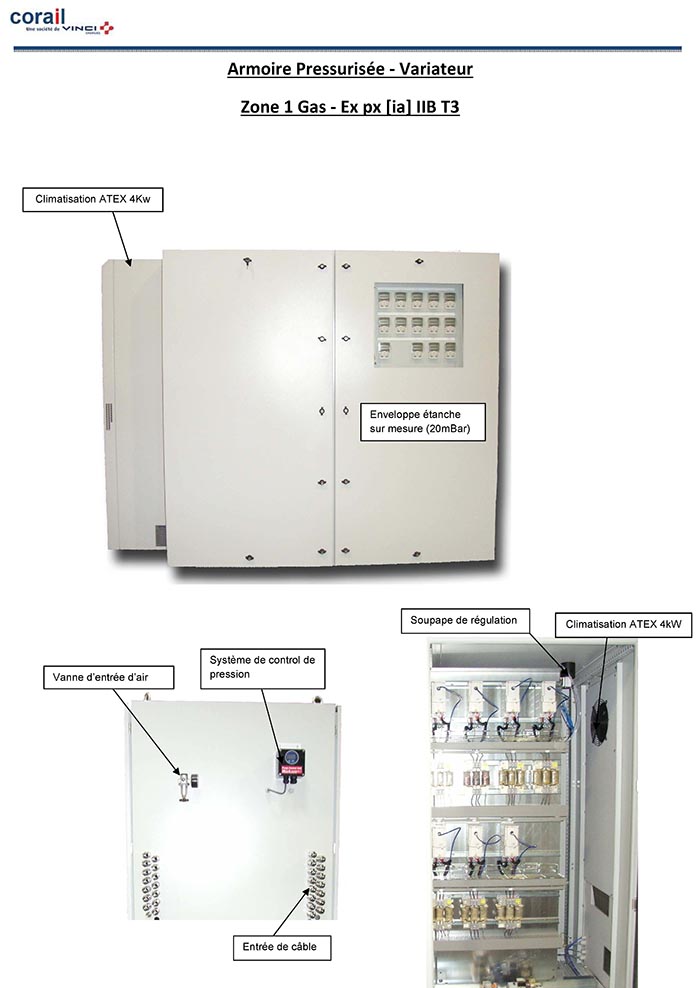 corail
Une société de VINCI
ENERGIES
Armoire Pressurisée - Variateur
Zone 1 Gas - Ex px [ia] IIB T3
Climatisation ATEX 4Kw
Enveloppe étanche
sur mesure (20mBar)
Soupape de régulation
Climatisation ATEX 4kW
Système de control de
pression
Vanne d'entrée d'air
Entrée de câble